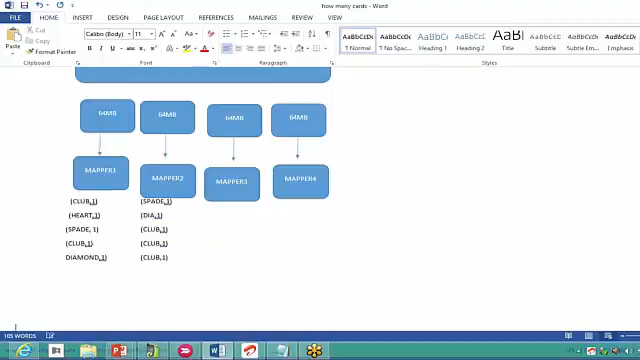 how many cards - Word
FILE HOME INSERT DESIGN PAGE LAYOUT REFERENCES MAILINGS REVIEW VIEW
Paste
Cut
Copy
Format Painter
Clipboard
Calibri (Body) 11
Font
Paragraph
AaBbCcDc AaBbCcDc AaBbCc AaBbCc AaBl AaBbCcD AaBbCcDc AaBbCcDc
¶ Normal ¶ No Spac... Heading 1 Heading 2 Title Subtitle Subtle Em... Emphasis
Styles
64MB 64MB 64MB 64MB
MAPPER1 MAPPER2 MAPPER3 MAPPER4
(CLUB,1) (SPADE,1)
(HEART,1) (DIA,1)
(SPADE, 1) (CLUB,1)
(CLUB,1) (CLUB,1)
DIAMOND,1) (CLUB,1)
105 WORDS